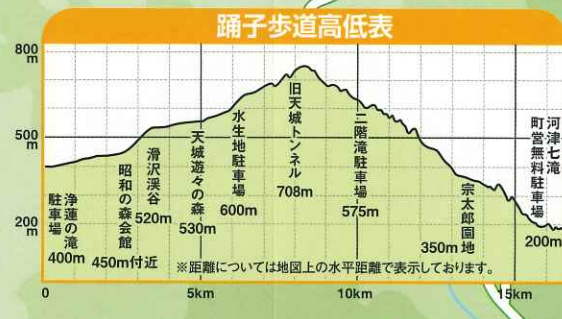 踊子歩道高低表
800
m
500
m
200
m
浄蓮の滝
駐車場
400m
昭和の森会館
450m付近
滑沢渓谷
520m
天城遊々の森
530m
水生地駐車場
600m
旧天城トンネル
708m
二階滝駐車場
575m
宗太郎園地
350m
河津七滝
町営無料駐車場
200m
※距離については地図上の水平距離で表示しております。
0
5km
10km
15km